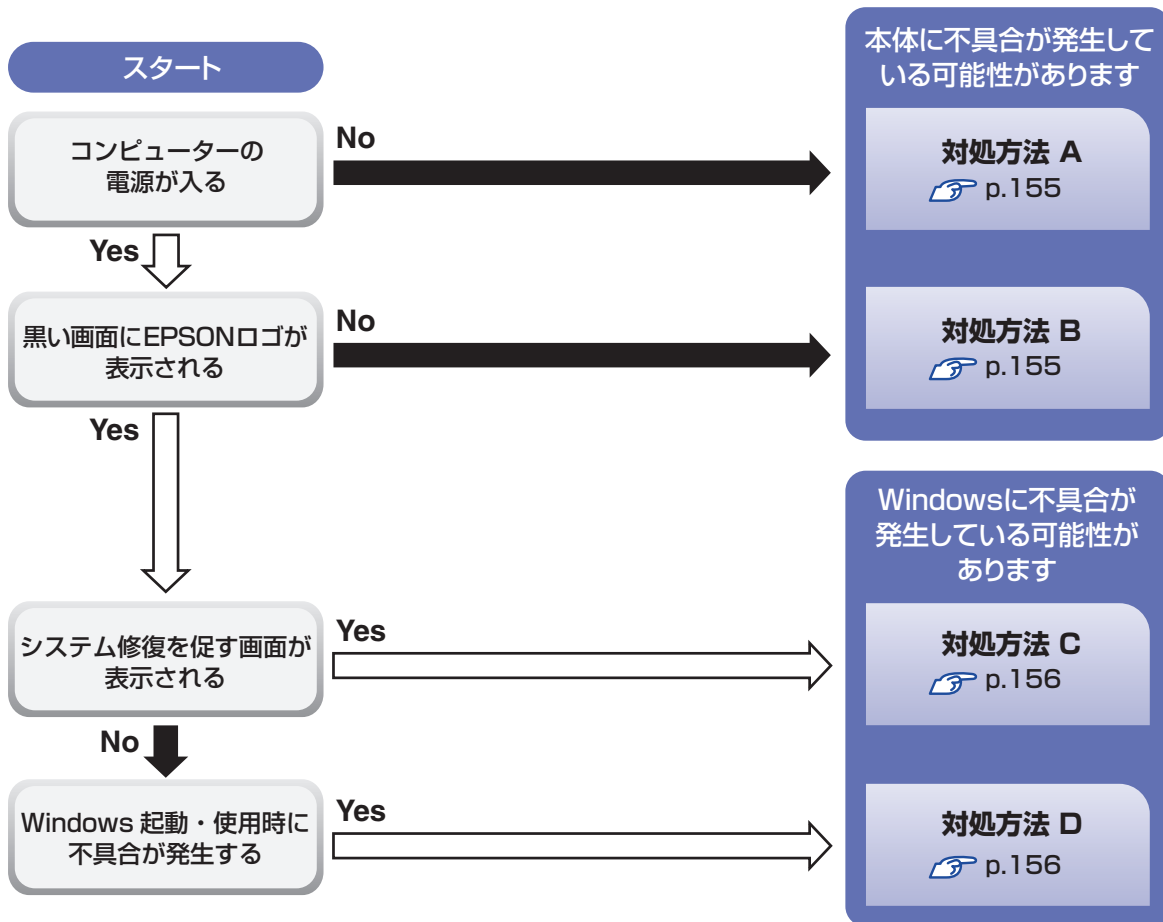 スタート
コンピューターの
電源が入る
No
本体に不具合が発生して
いる可能性があります
対処方法 A
p.155
Yes
黒い画面にEPSONロゴが
表示される
No
対処方法 B
p.155
Yes
Windowsに不具合が
発生している可能性が
あります
システム修復を促す画面が
表示される
Yes
対処方法 C
p.156
No
Windows 起動・使用時に
不具合が発生する
Yes
対処方法 D
p.156